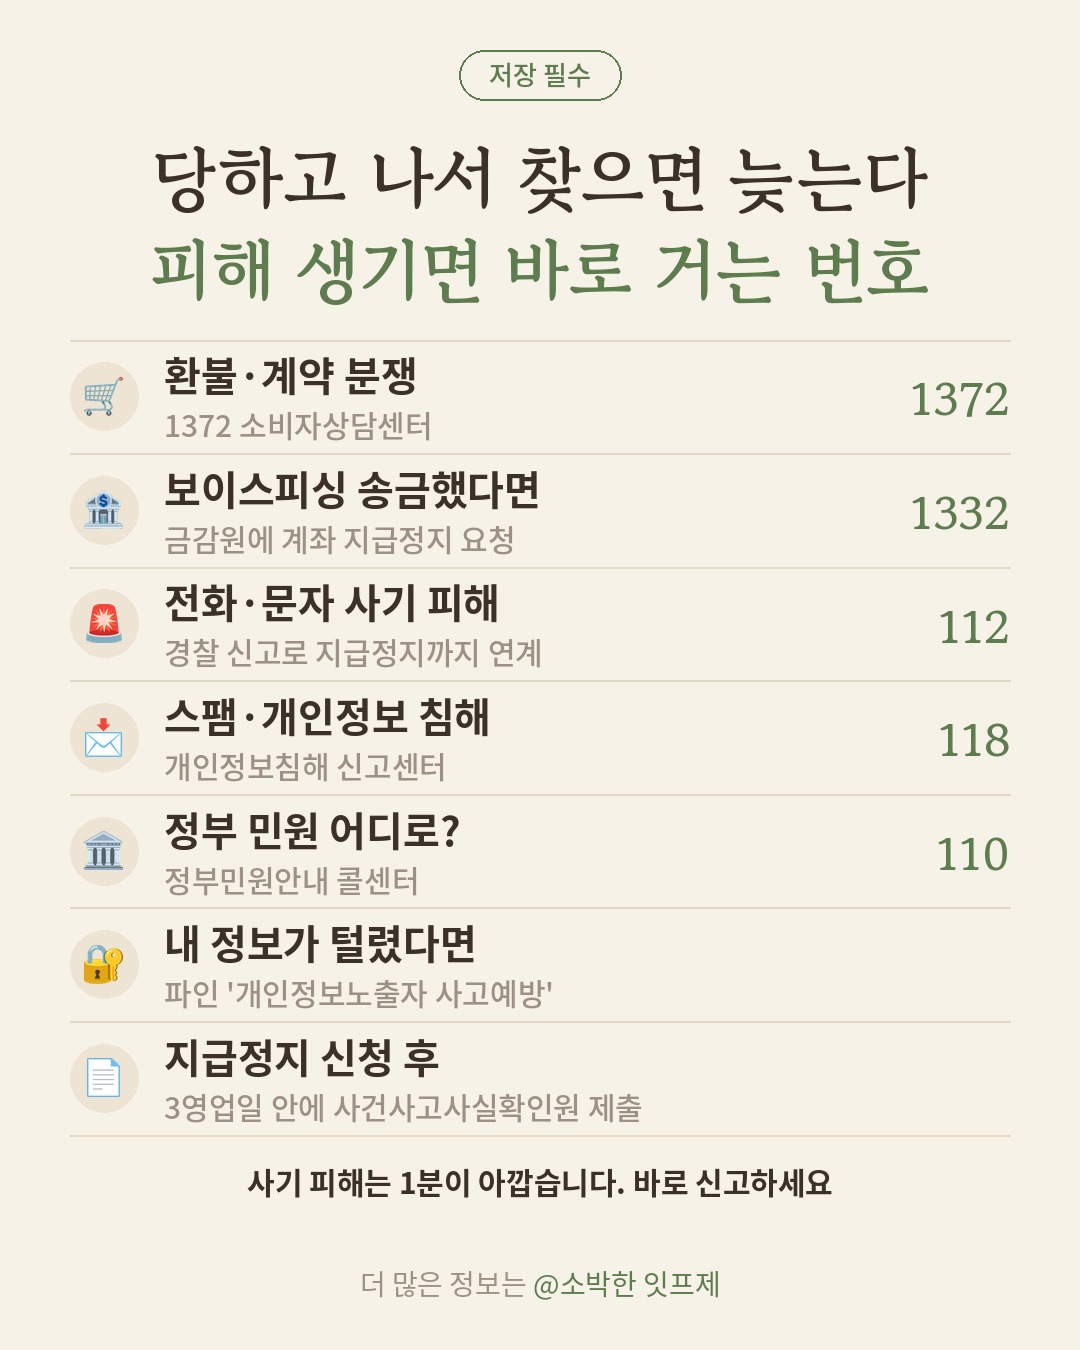 저장 필수
당하고 나서 찾으면 늦는다
피해 생기면 바로 거는 번호
환불·계약 분쟁
1372 소비자상담센터
1372
보이스피싱 송금했다면
금감원에 계좌 지급정지 요청
1332
전화·문자 사기 피해
경찰 신고로 지급정지까지 연계
112
스팸·개인정보 침해
개인정보침해 신고센터
118
정부 민원 어디로?
정부민원안내 콜센터
110
내 정보가 털렸다면
파인 '개인정보노출자 사고예방'
지급정지 신청 후
3영업일 안에 사건사고사실확인원 제출
사기 피해는 1분이 아깝습니다. 바로 신고하세요
더 많은 정보는 @소박한 잇프제